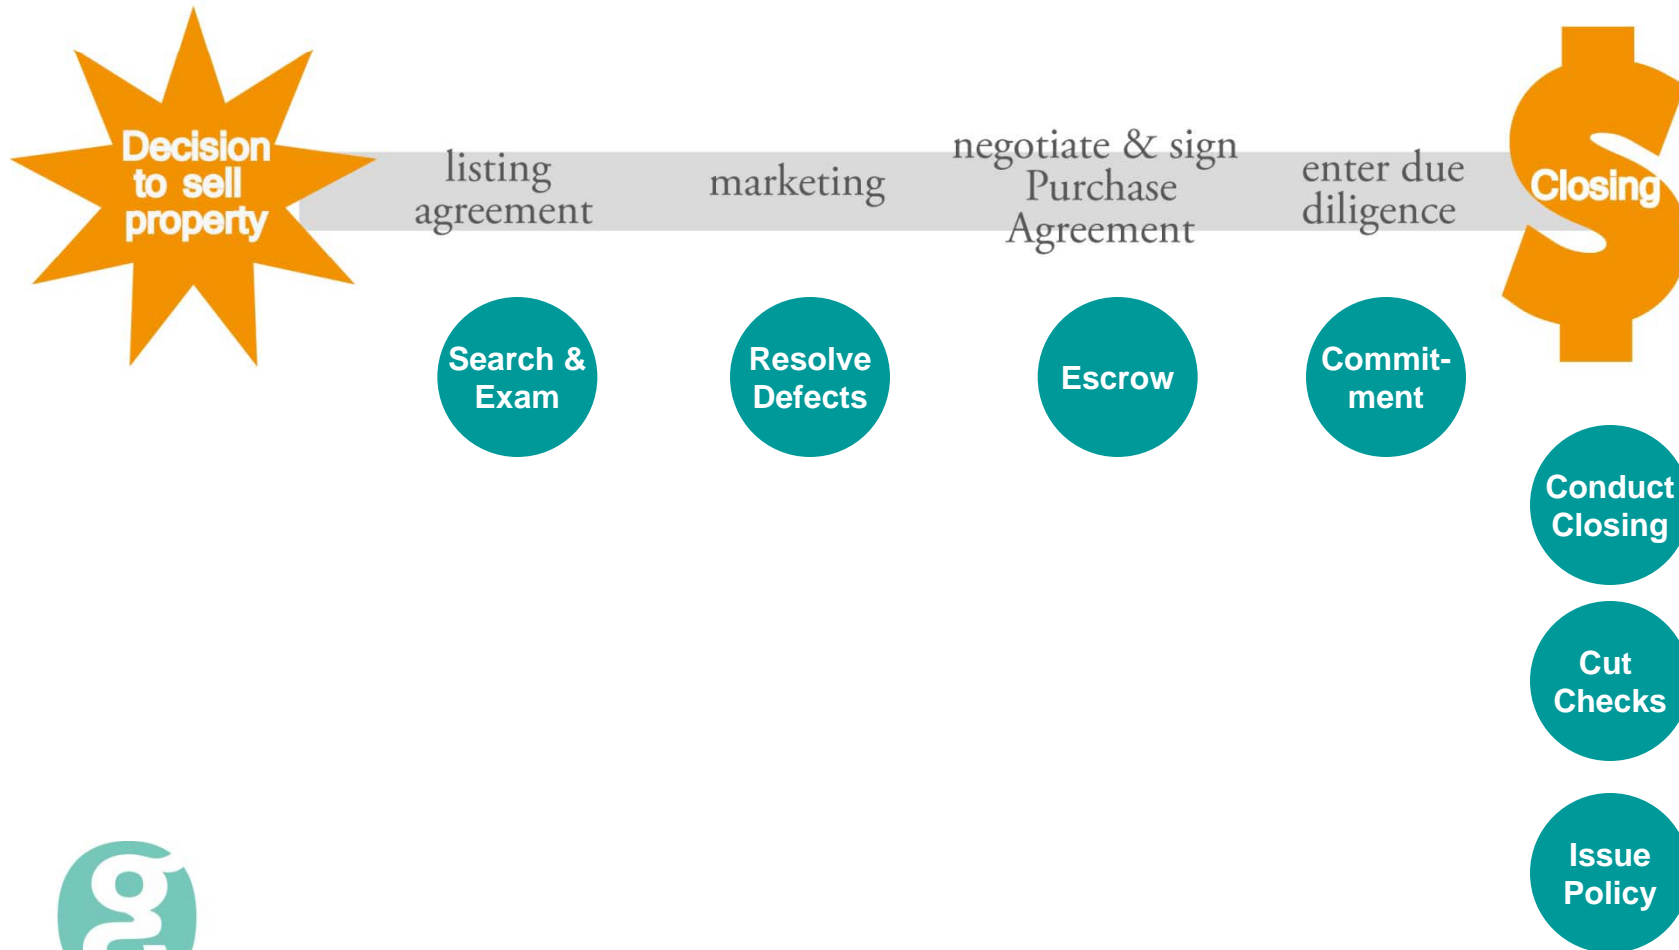 Decision
to sell
property
listing
agreement
marketing
negotiate & sign
Purchase
Agreement
enter due
diligence
Closing
Search &
Exam
Resolve
Defects
Escrow
Commit-
ment
Conduct
Closing
Cut
Checks
Issue
Policy
g